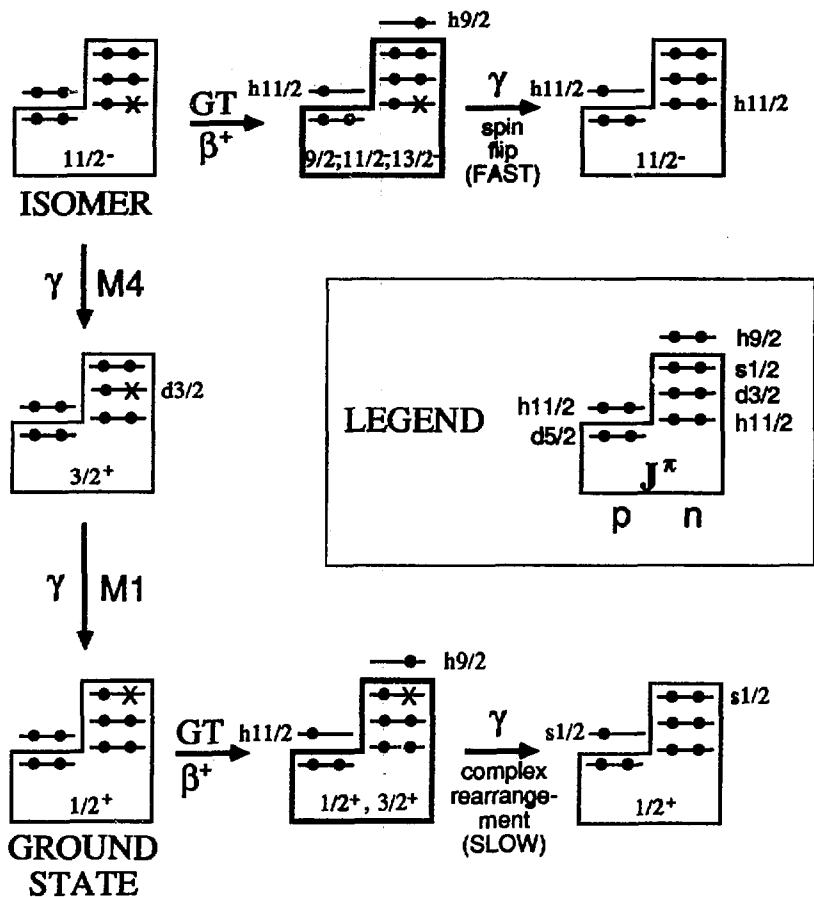 h9/2
h11/2
GT
β+
γ
spin
flip
(FAST)
h11/2
h11/2
11/2-
9/2-,11/2-,13/2-
11/2-
ISOMER
γ M4
d3/2
3/2+
LEGEND
h9/2
s1/2
d3/2
h11/2
h11/2
d5/2
Jπ
p n
γ M1
h9/2
h11/2
GT
β+
γ
complex
rearrange-
ment
(SLOW)
s1/2
s1/2
1/2+
1/2+, 3/2+
1/2+
GROUND
STATE